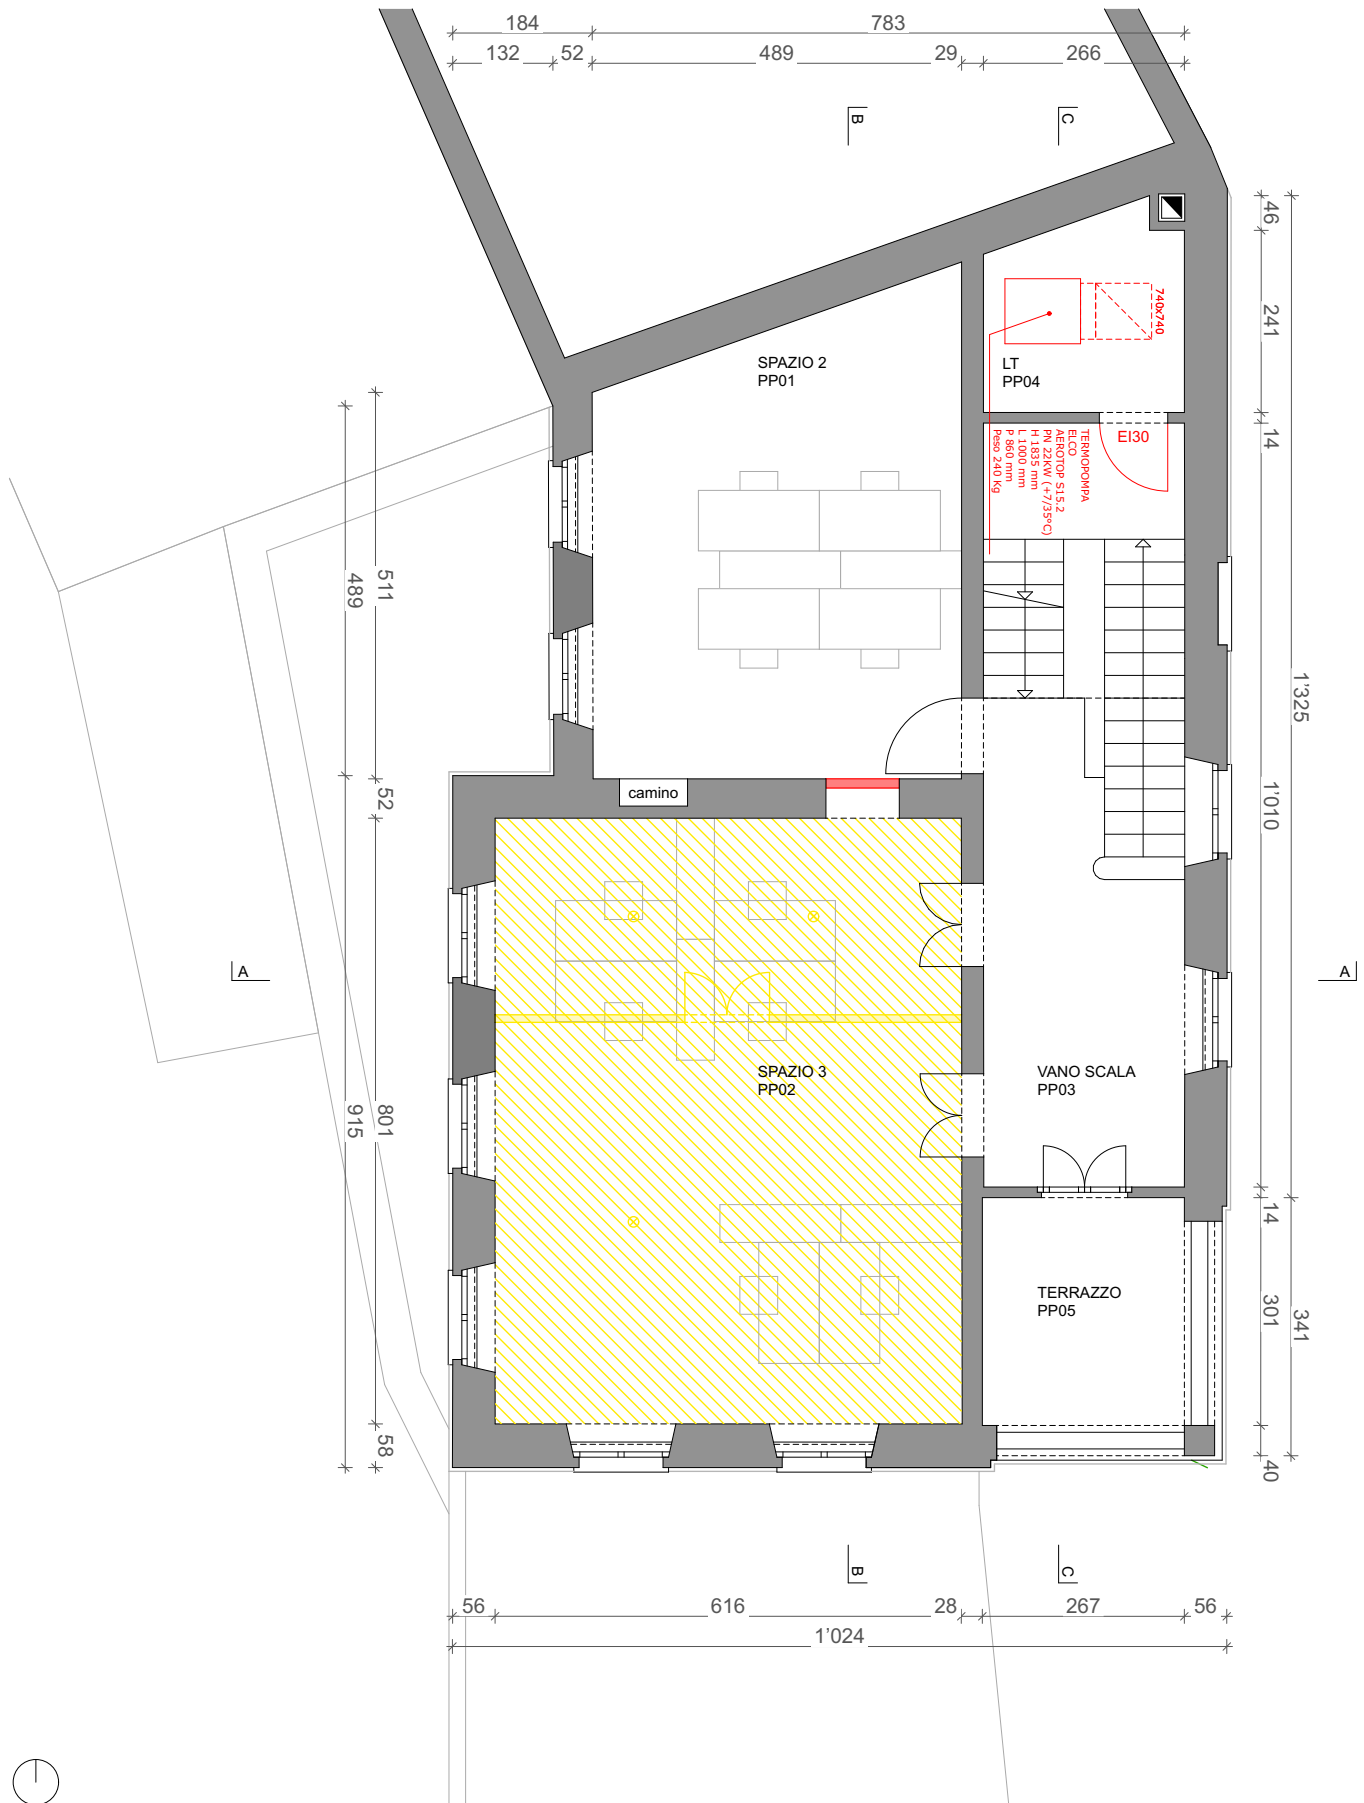 184
783
132
52
489
29
266
B
C
46
241
14
1'325
1'010
14
301
341
40
740x740
SPAZIO 2
PP01
LT
PP04
EI30
TERMOPOMPA
ELCO
AEROTOP S15.2
PN 22KW (+7/35°C)
H 1835 mm
L 1000 mm
P 860 mm
Peso 240 Kg
511
489
52
801
915
58
camino
A
A
SPAZIO 3
PP02
VANO SCALA
PP03
TERRAZZO
PP05
B
C
56
616
28
267
56
1'024